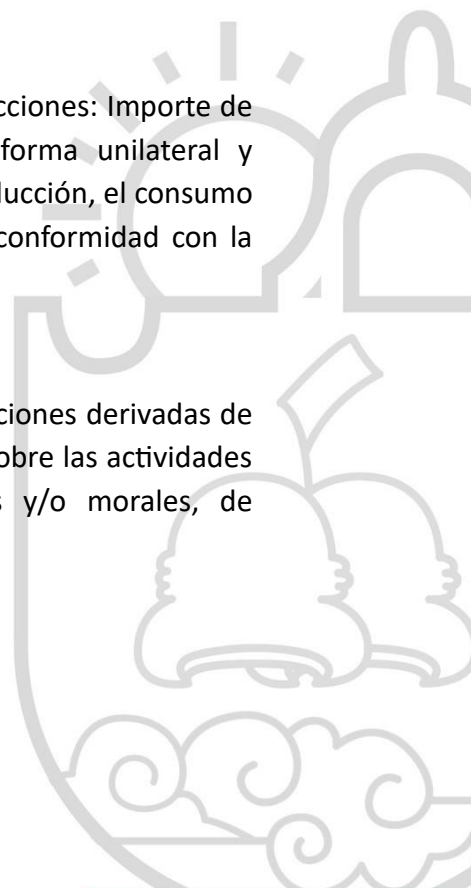 cciones: Importe de
forma unilateral y
ducción, el consumo
conformidad con la
ciones derivadas de
obre las actividades
s y/o morales, de